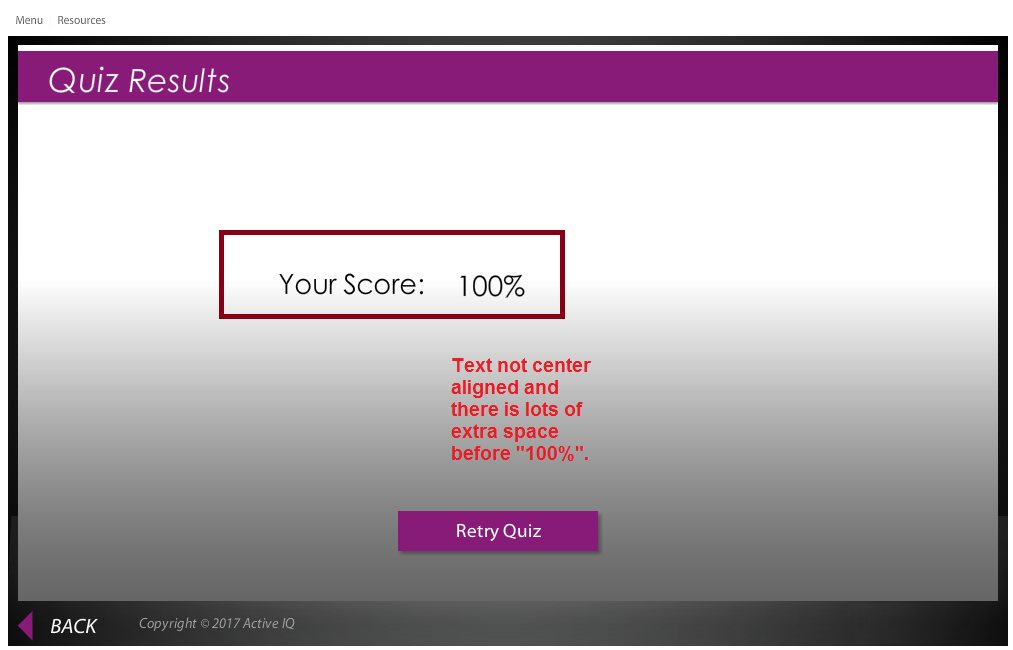 Menu Resources
Quiz Results
Your Score: 100%
Text not center
aligned and
there is lots of
extra space
before "100%".
Retry Quiz
BACK Copyright © 2017 Active IQ